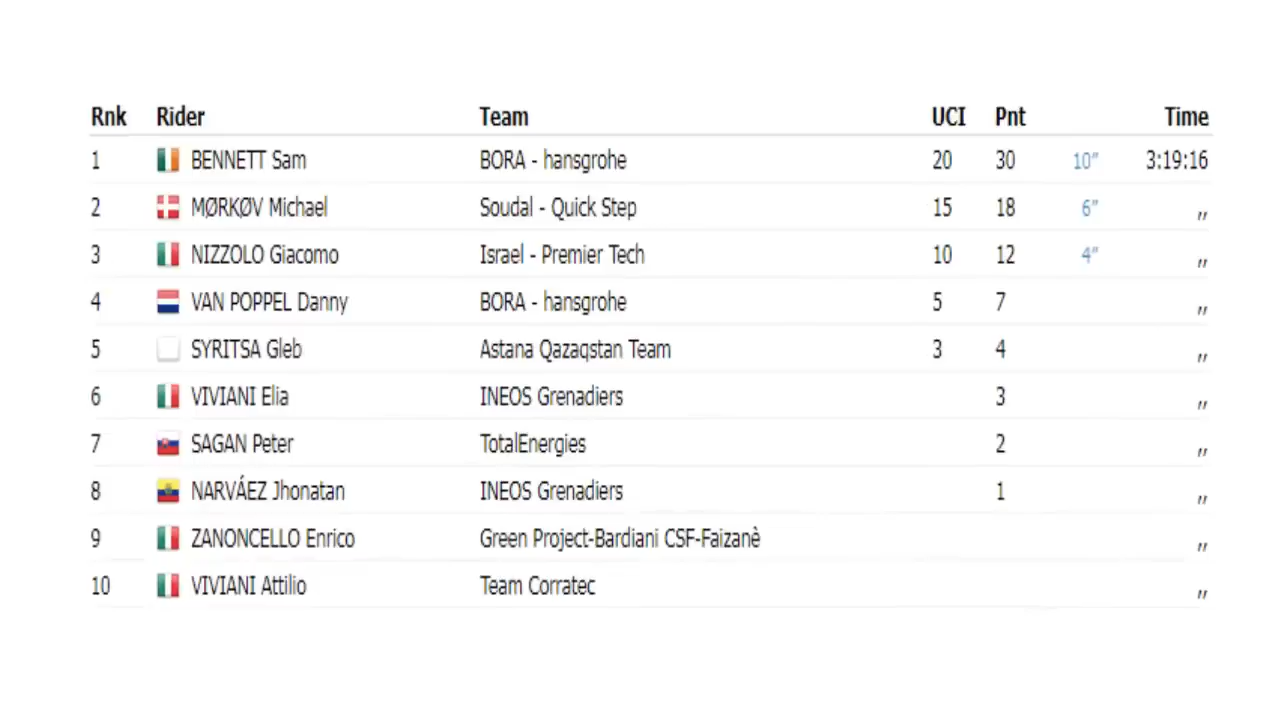 Rnk Rider Team UCI Pnt Time
1 BENNETT Sam BORA - hansgrohe 20 30 10″ 3:19:16
2 MØRKØV Michael Soudal - Quick Step 15 18 6″ ,,
3 NIZZOLO Giacomo Israel - Premier Tech 10 12 4″ ,,
4 VAN POPPEL Danny BORA - hansgrohe 5 7 ,,
5 SYRITSA Gleb Astana Qazaqstan Team 3 4 ,,
6 VIVIANI Elia INEOS Grenadiers 3 ,,
7 SAGAN Peter TotalEnergies 2 ,,
8 NARVÁEZ Jhonatan INEOS Grenadiers 1 ,,
9 ZANONCELLO Enrico Green Project-Bardiani CSF-Faizanè ,,
10 VIVIANI Attilio Team Corratec ,,